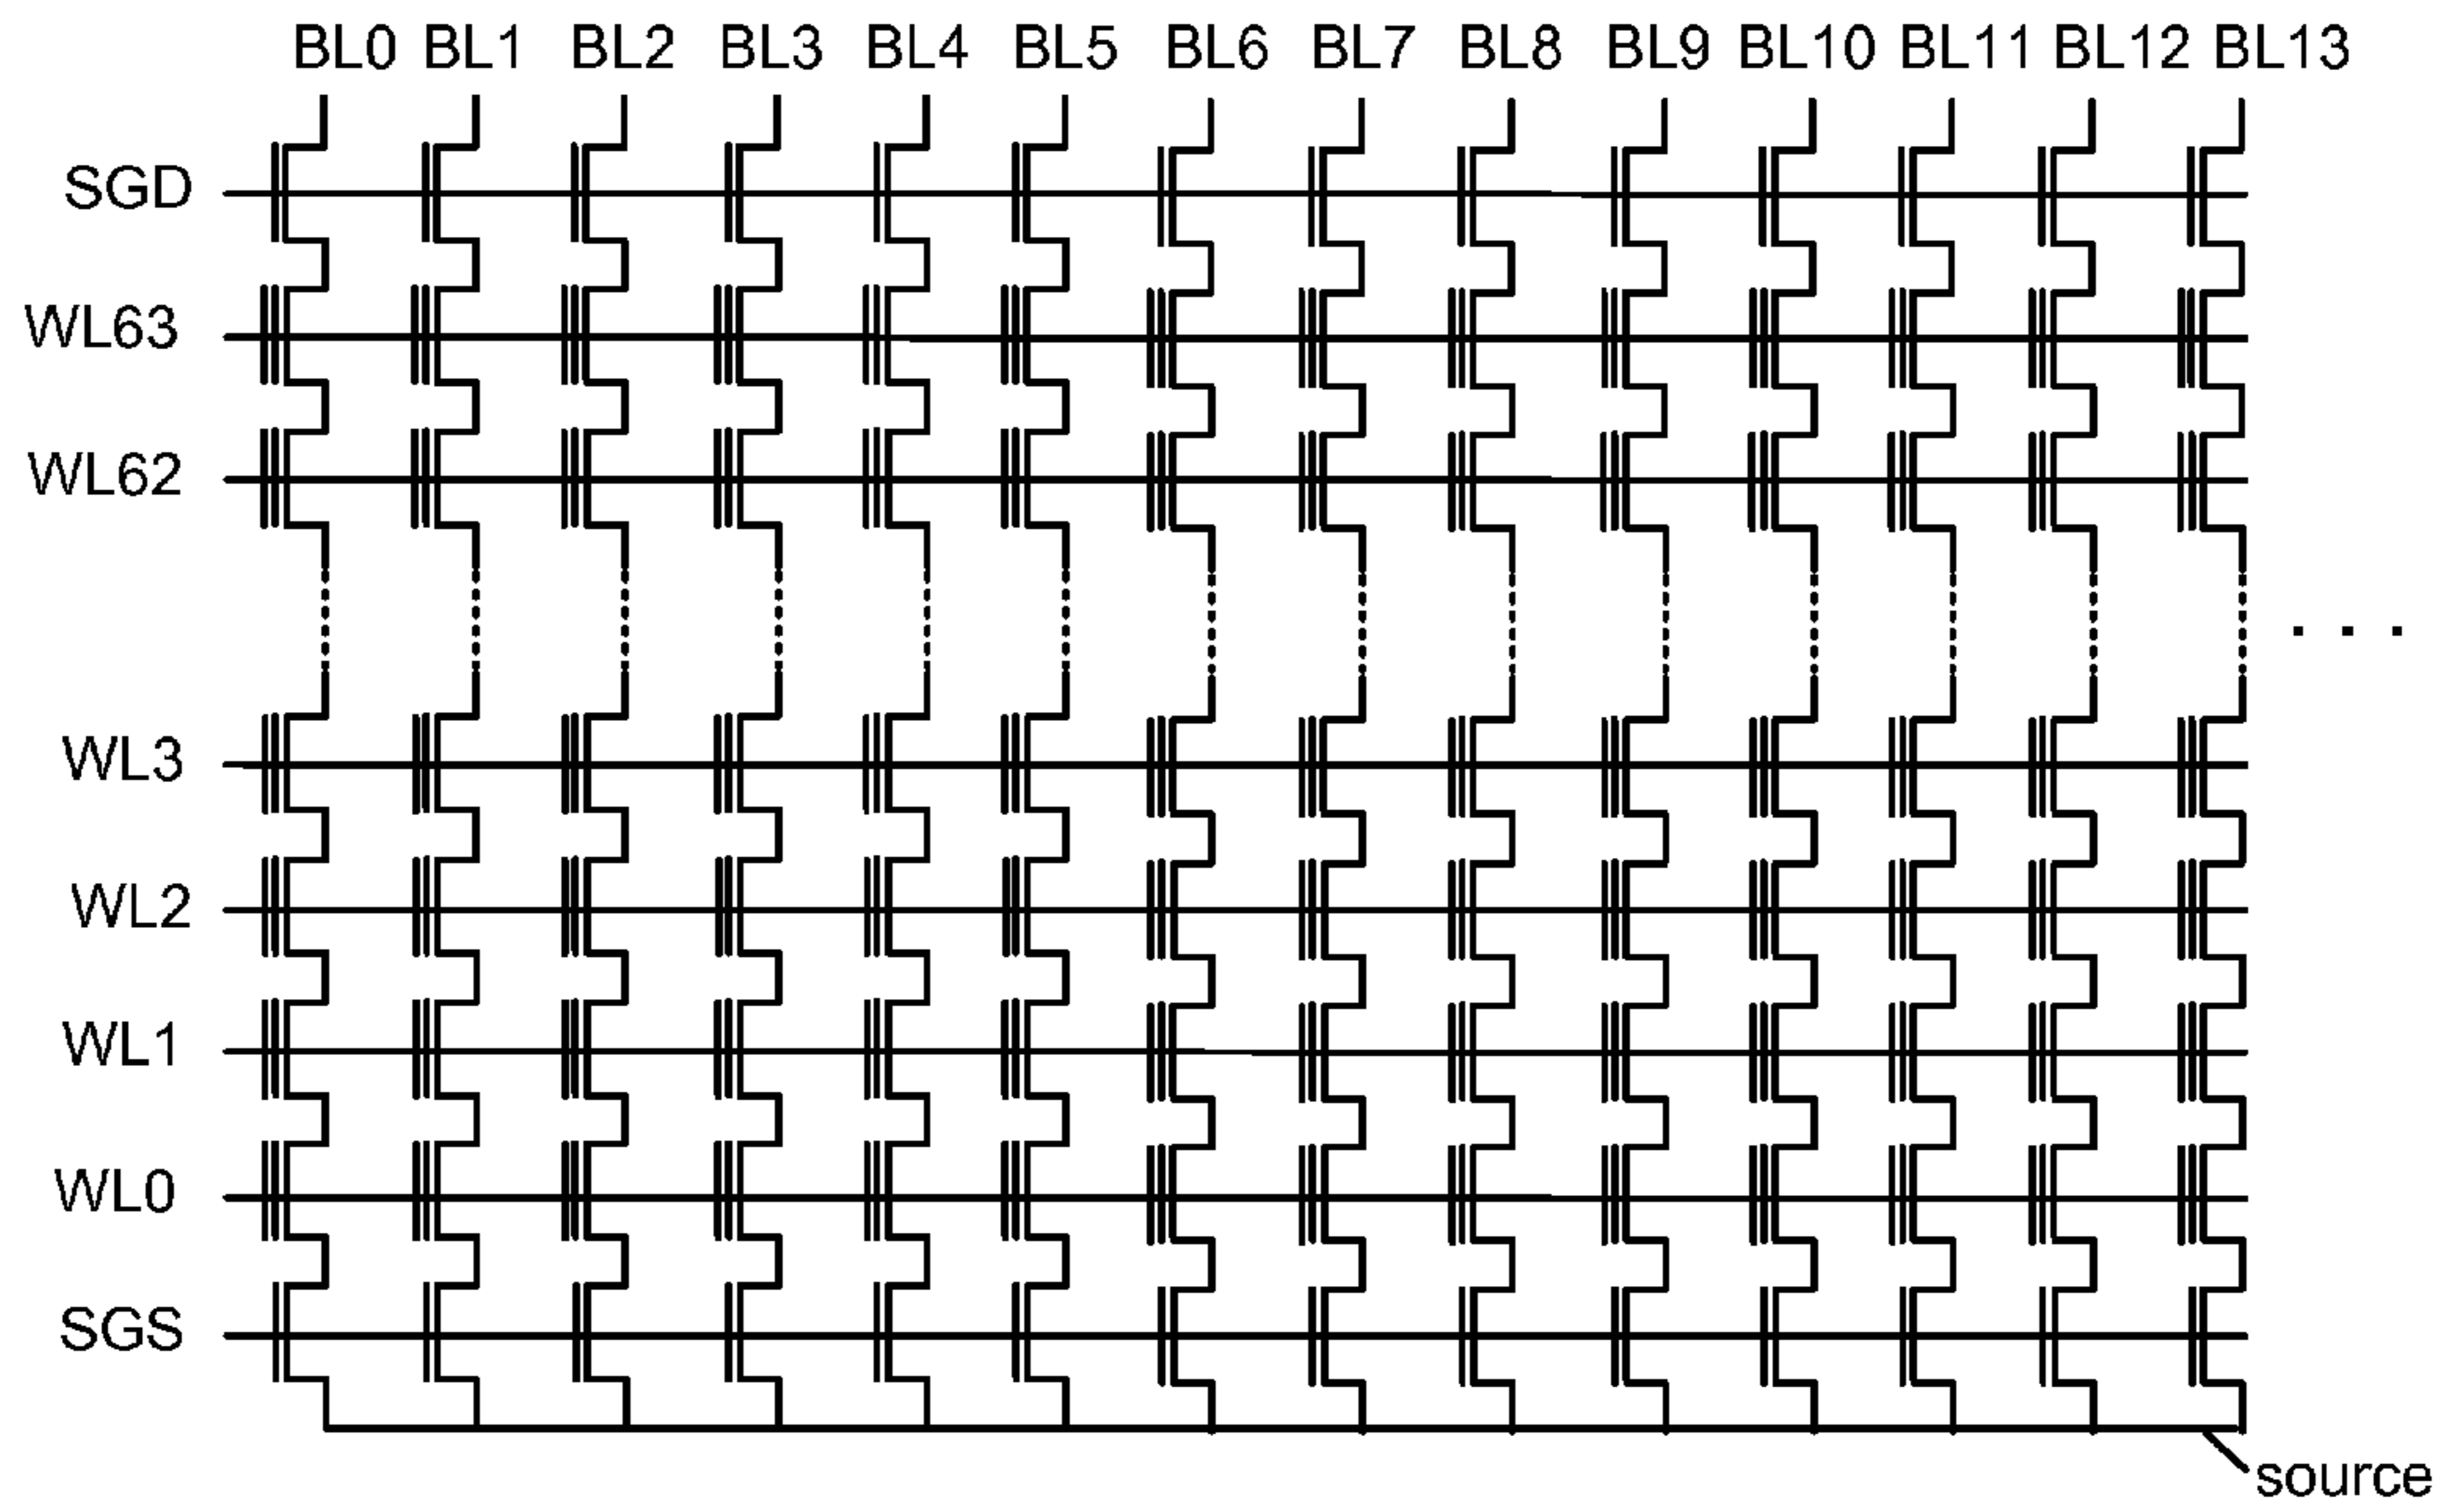 BL0 BL1 BL2 BL3 BL4 BL5 BL6 BL7 BL8 BL9 BL10 BL11 BL12 BL13
SGD
WL63
WL62
. . .
WL3
WL2
WL1
WL0
SGS
source